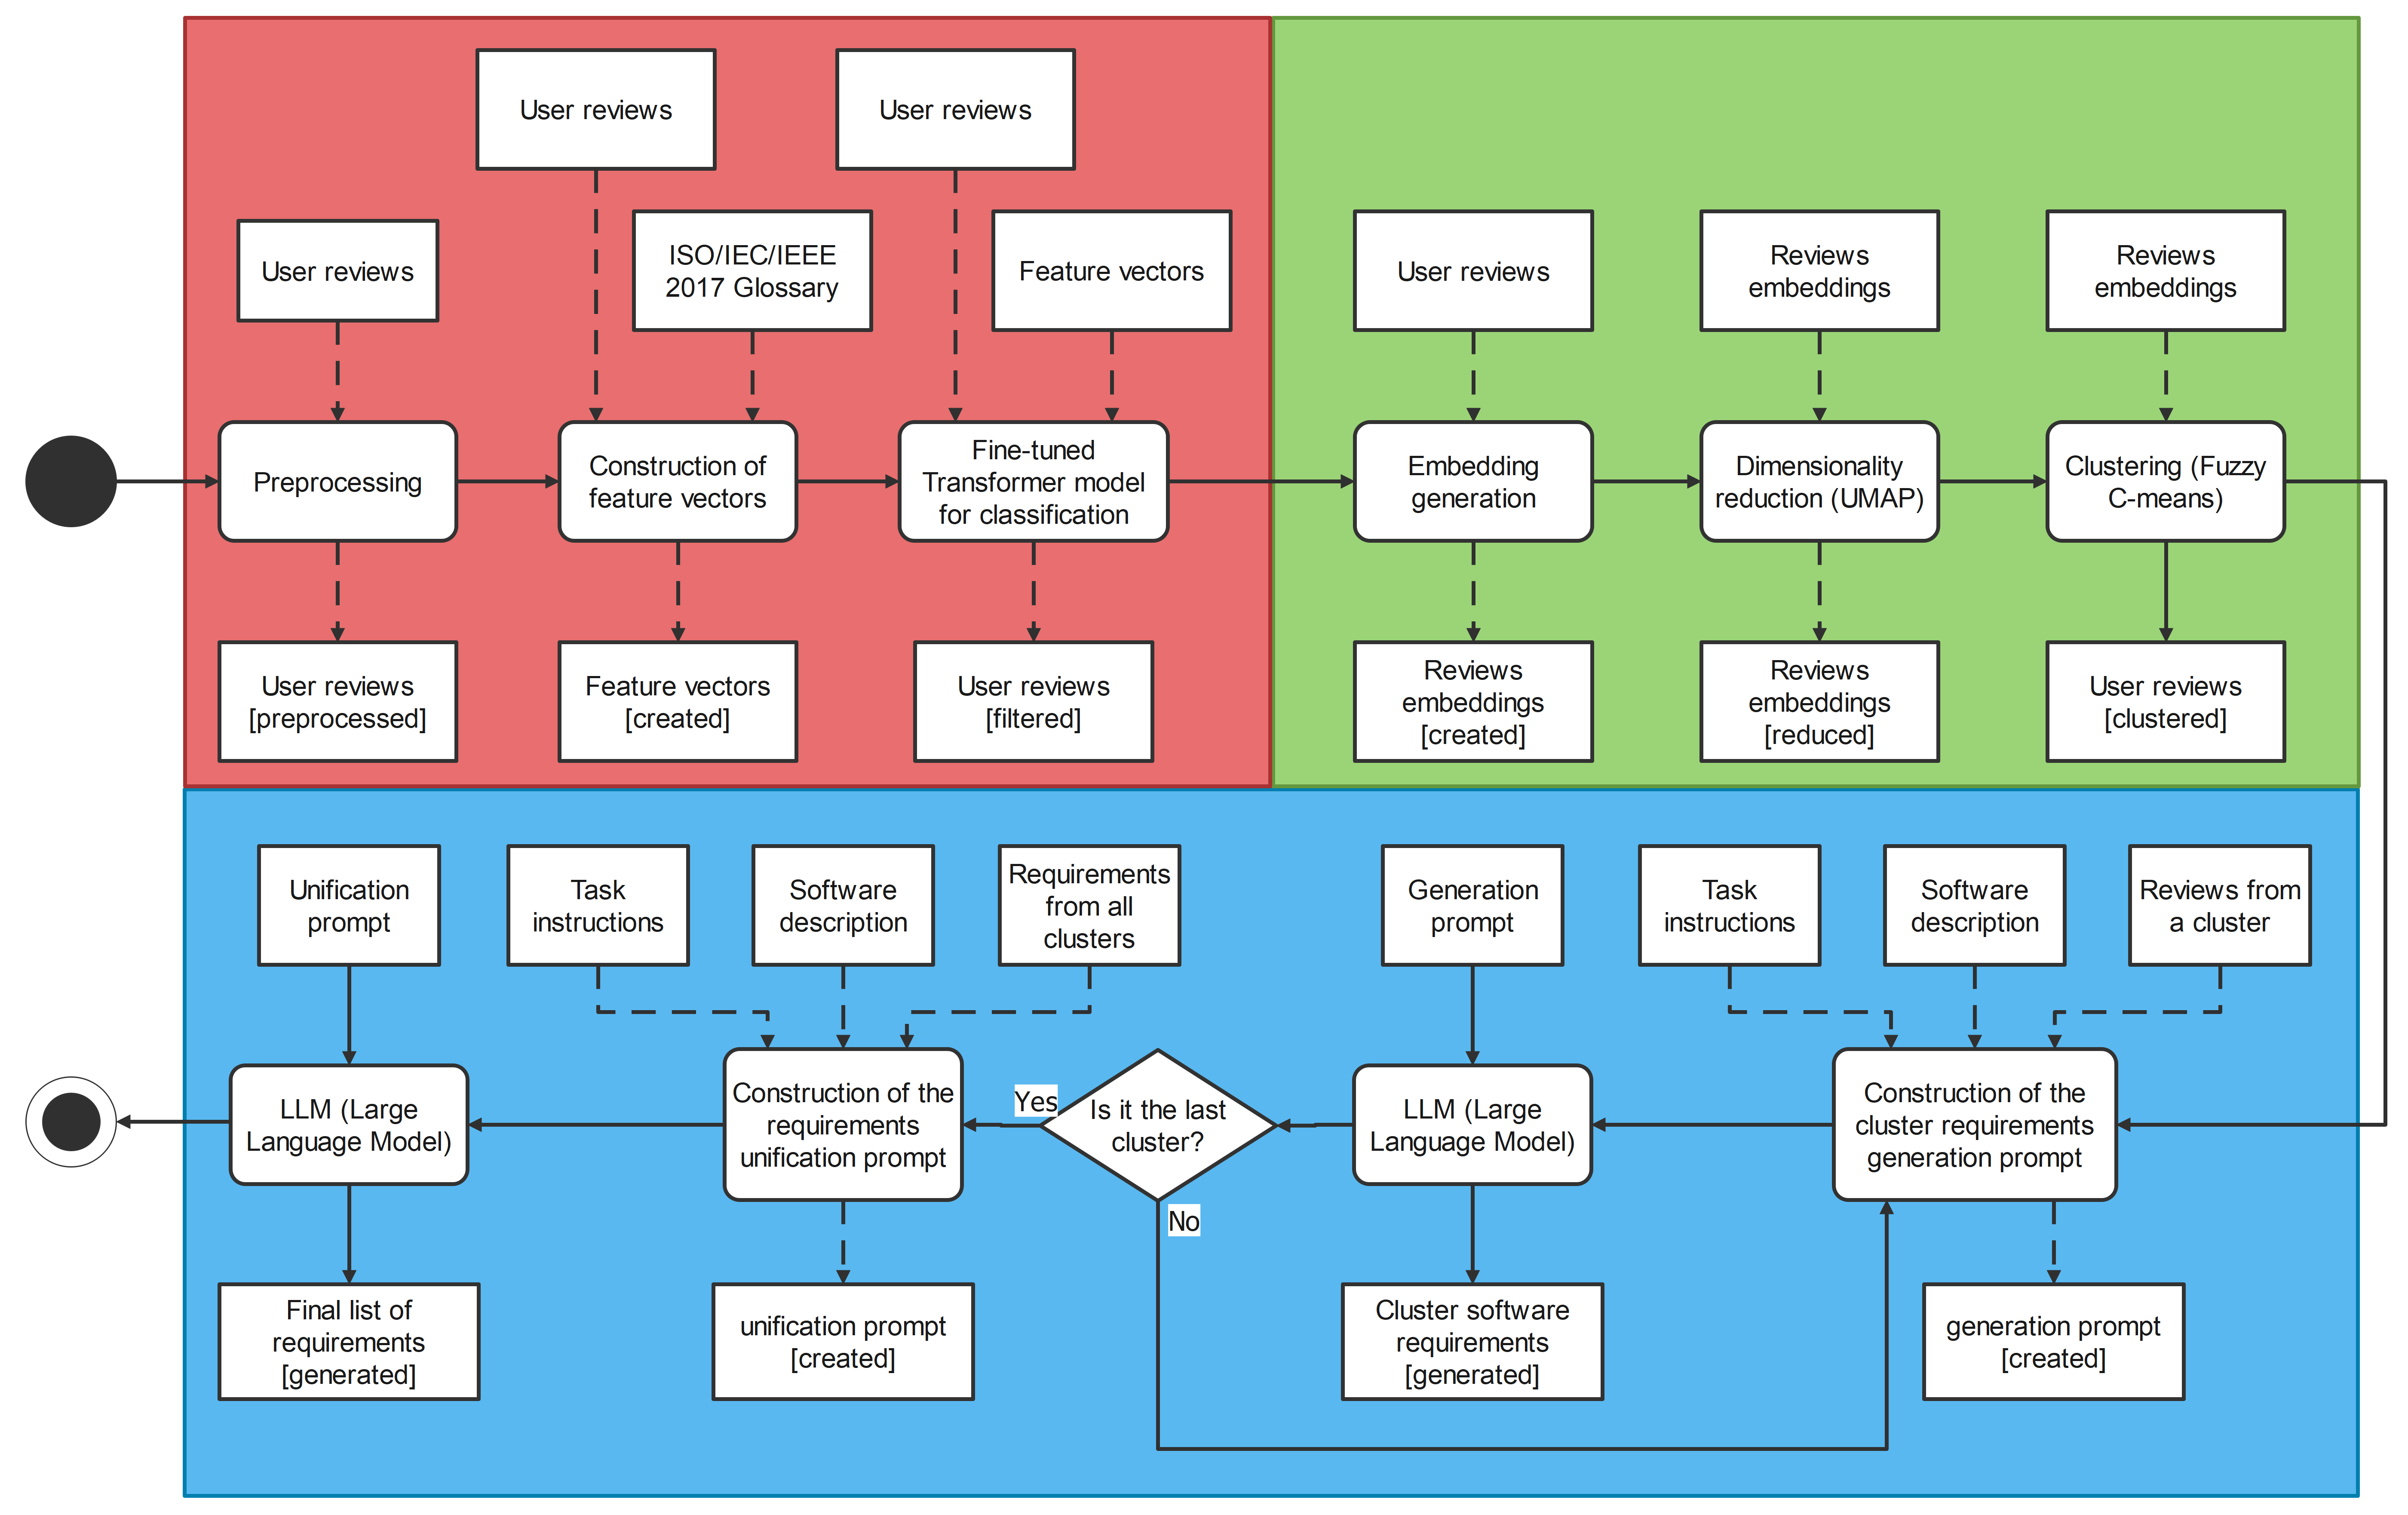 User reviews
User reviews
User reviews
ISO/IEC/IEEE
2017 Glossary
Feature vectors
User reviews
Reviews
embeddings
Reviews
embeddings
Preprocessing
Construction of
feature vectors
Fine-tuned
Transformer model
for classification
Embedding
generation
Dimensionality
reduction (UMAP)
Clustering (Fuzzy
C-means)
User reviews
[preprocessed]
Feature vectors
[created]
User reviews
[filtered]
Reviews
embeddings
[created]
Reviews
embeddings
[reduced]
User reviews
[clustered]
Unification
prompt
Task
instructions
Software
description
Requirements
from all
clusters
Generation
prompt
Task
instructions
Software
description
Reviews from
a cluster
LLM (Large
Language Model)
Construction of the
requirements
unification prompt
Yes
Is it the last
cluster?
No
LLM (Large
Language Model)
Construction of the
cluster requirements
generation prompt
Final list of
requirements
[generated]
unification prompt
[created]
Cluster software
requirements
[generated]
generation prompt
[created]